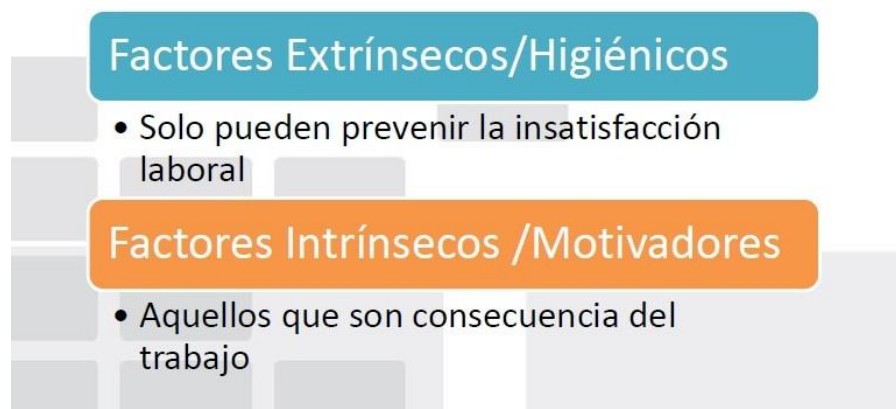 Factores Extrínsecos/Higiénicos
• Solo pueden prevenir la insatisfacción
laboral
Factores Intrínsecos /Motivadores
• Aquellos que son consecuencia del
trabajo